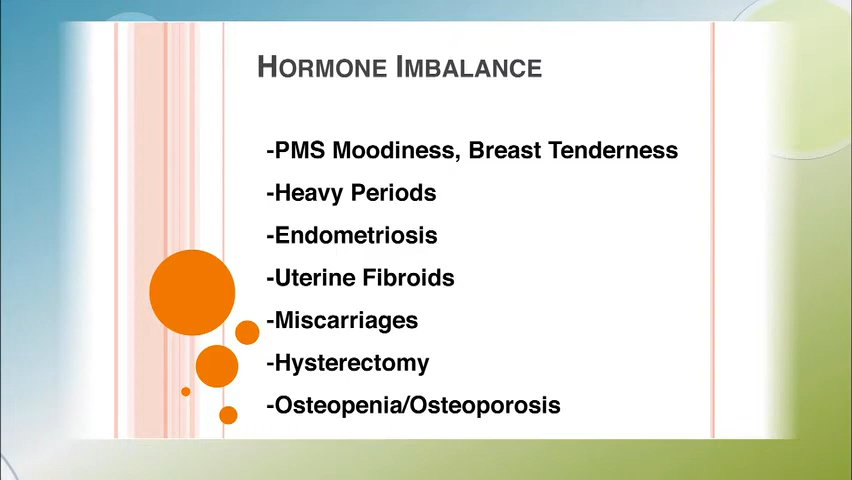 HORMONE IMBALANCE
-PMS Moodiness, Breast Tenderness
-Heavy Periods
-Endometriosis
-Uterine Fibroids
-Miscarriages
-Hysterectomy
-Osteopenia/Osteoporosis